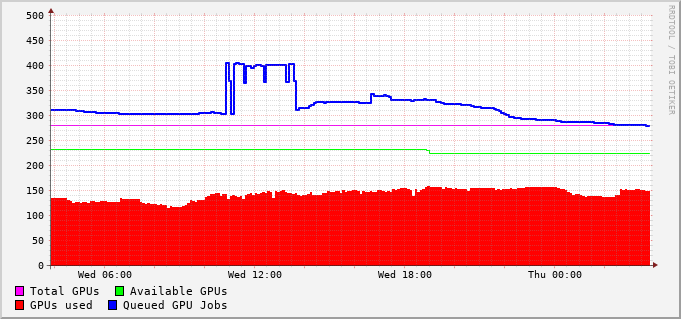 500
450
400
350
300
250
200
150
100
50
0
Wed 06:00 Wed 12:00 Wed 18:00 Thu 00:00
Total GPUs Available GPUs
GPUs used Queued GPU Jobs
RRDTOOL / TOBI OETIKER